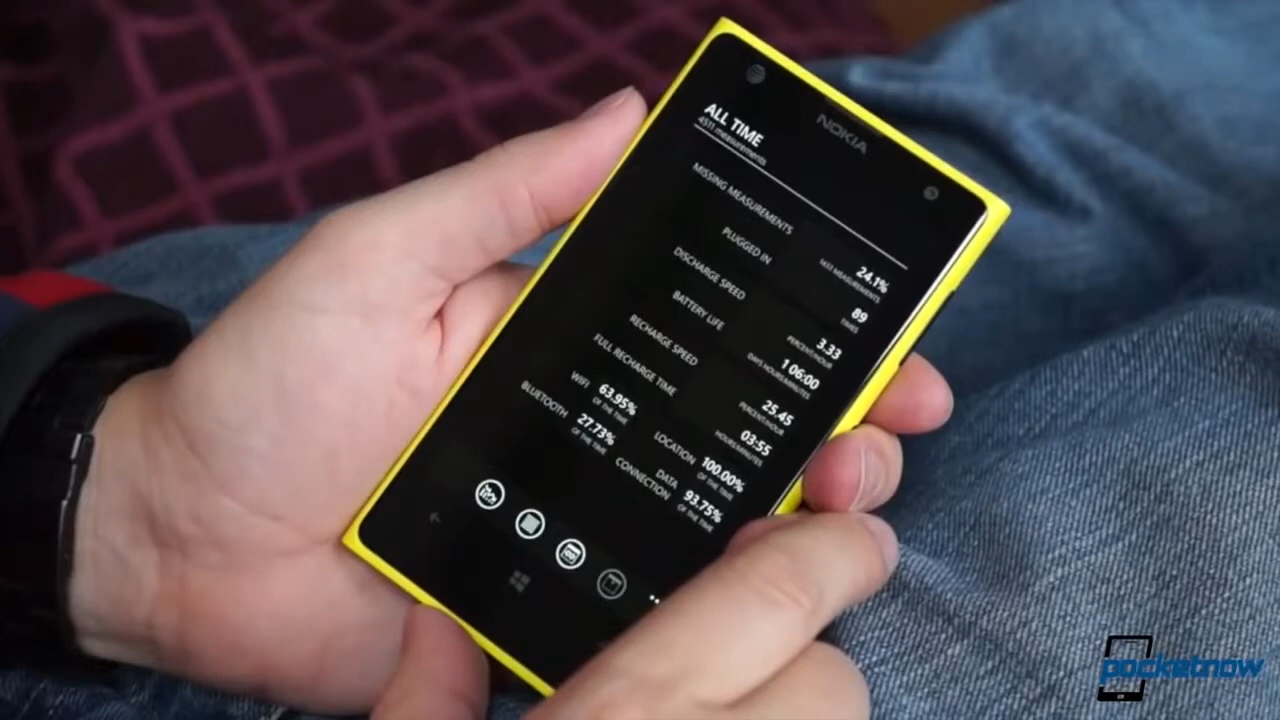 NOKIA
ALL TIME
4511 measurements
MISSING MEASUREMENTS
24.1%
MEASUREMENTS
PLUGGED IN
89
TIMES
DISCHARGE SPEED
3.33
PERCENT/HOUR
BATTERY LIFE
1 06:00
DAYS HOURS:MINUTES
RECHARGE SPEED
25.45
PERCENT/HOUR
FULL RECHARGE TIME
03:55
HOURS:MINUTES
WIFI
63.95%
OF THE TIME
LOCATION
100.00%
OF THE TIME
BLUETOOTH
27.73%
OF THE TIME
DATA
CONNECTION
93.75%
OF THE TIME
pocketnow